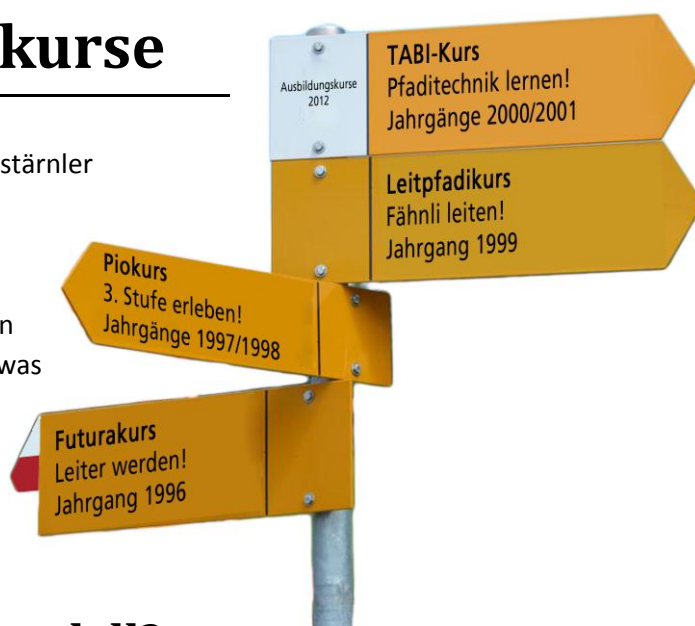 kurse
stärnler
n
was
Ausbildungskurse
2012
TABI-Kurs
Pfaditechnik lernen!
Jahrgänge 2000/2001
Leitpfadikurs
Fähnli leiten!
Jahrgang 1999
Piokurs
3. Stufe erleben!
Jahrgänge 1997/1998
Futurakurs
Leiter werden!
Jahrgang 1996